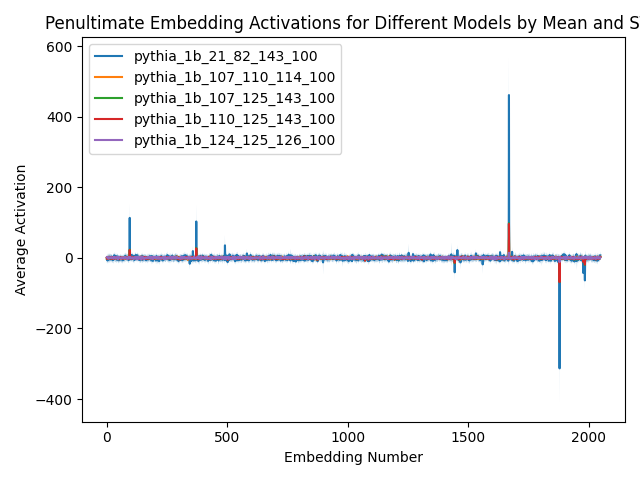 Penultimate Embedding Activations for Different Models by Mean and S
600
400
200
0
−200
−400
Average Activation
pythia_1b_21_82_143_100
pythia_1b_107_110_114_100
pythia_1b_107_125_143_100
pythia_1b_110_125_143_100
pythia_1b_124_125_126_100
0 500 1000 1500 2000
Embedding Number